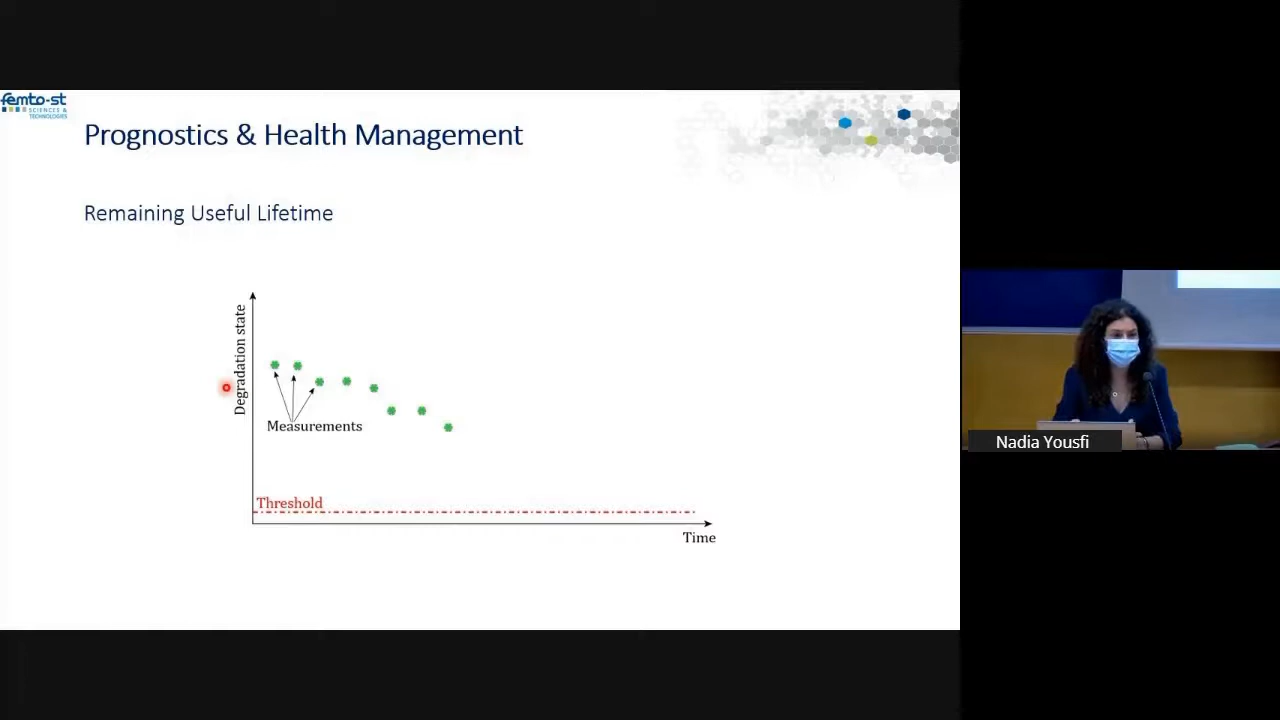 femto-st
SCIENCES &
TECHNOLOGIES
Prognostics & Health Management
Remaining Useful Lifetime
Degradation state
Measurements
Threshold
Time
Nadia Yousfi